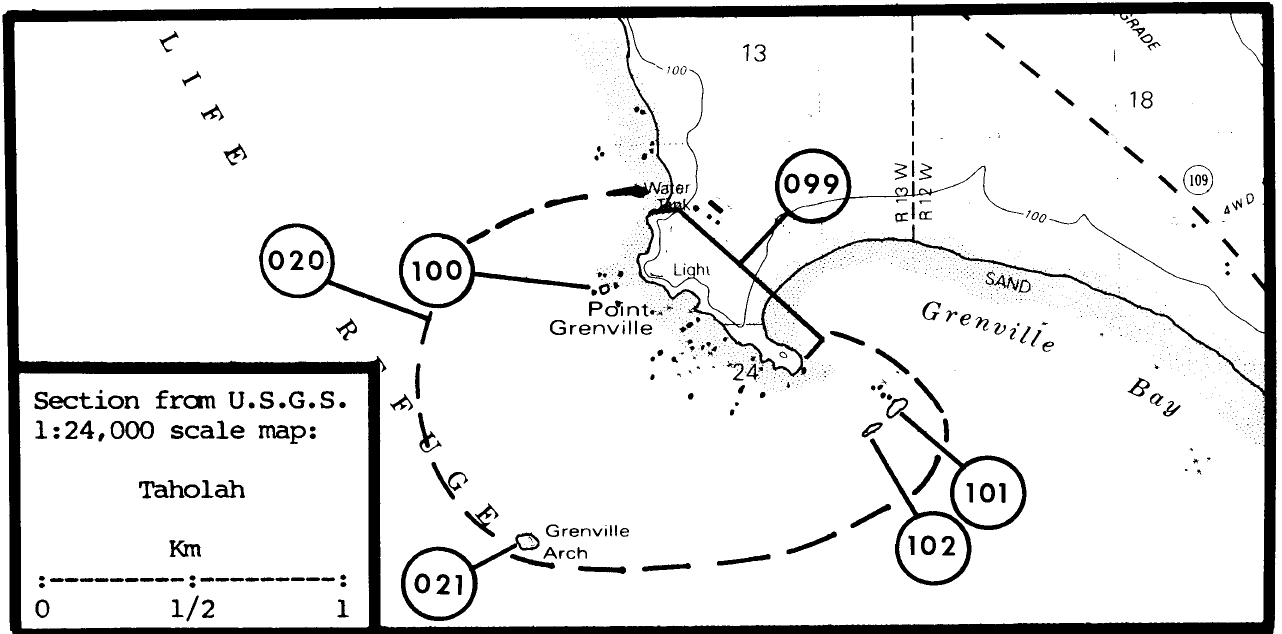 LIFE
REFUGE
13
100
GRADE
18
109
4WD
R 13 W
R 12 W
100
099
Water
Tank
020
100
Light
Point
Grenville
24
SAND
Grenville
Bay
101
102
Grenville
Arch
021
Section from U.S.G.S.
1:24,000 scale map:
Taholah
Km
0 1/2 1